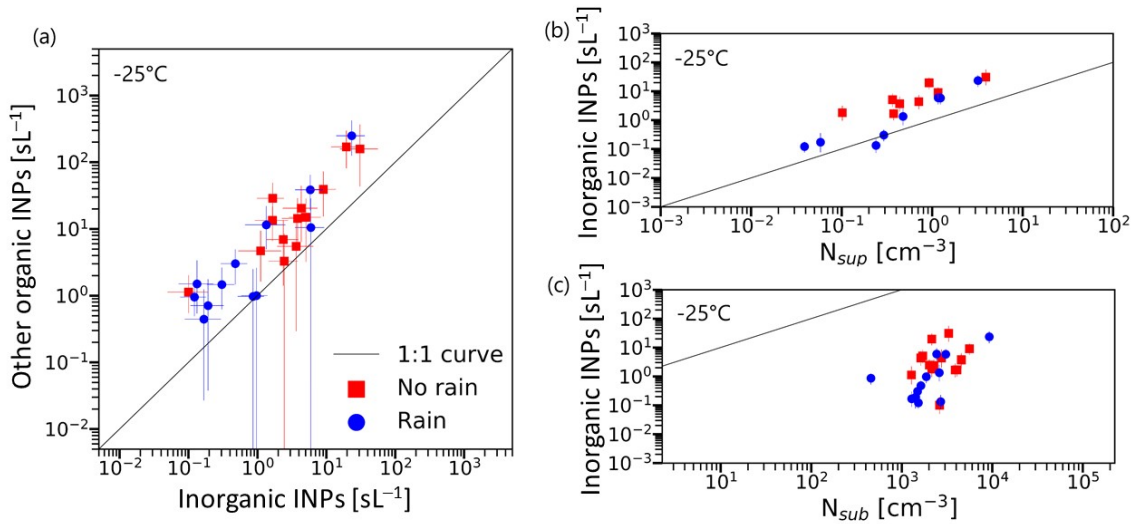 (a)
-25°C
Other organic INPs [sL⁻¹]
10³
10²
10¹
10⁰
10⁻¹
10⁻²
1:1 curve
No rain
Rain
10⁻² 10⁻¹ 10⁰ 10¹ 10² 10³
Inorganic INPs [sL⁻¹]
(b)
-25°C
Inorganic INPs [sL⁻¹]
10³
10²
10¹
10⁰
10⁻¹
10⁻²
10⁻³
10⁻³ 10⁻² 10⁻¹ 10⁰ 10¹ 10²
N_sup [cm⁻³]
(c)
-25°C
Inorganic INPs [sL⁻¹]
10³
10²
10¹
10⁰
10⁻¹
10⁻²
10⁻³
10¹ 10² 10³ 10⁴ 10⁵
N_sub [cm⁻³]